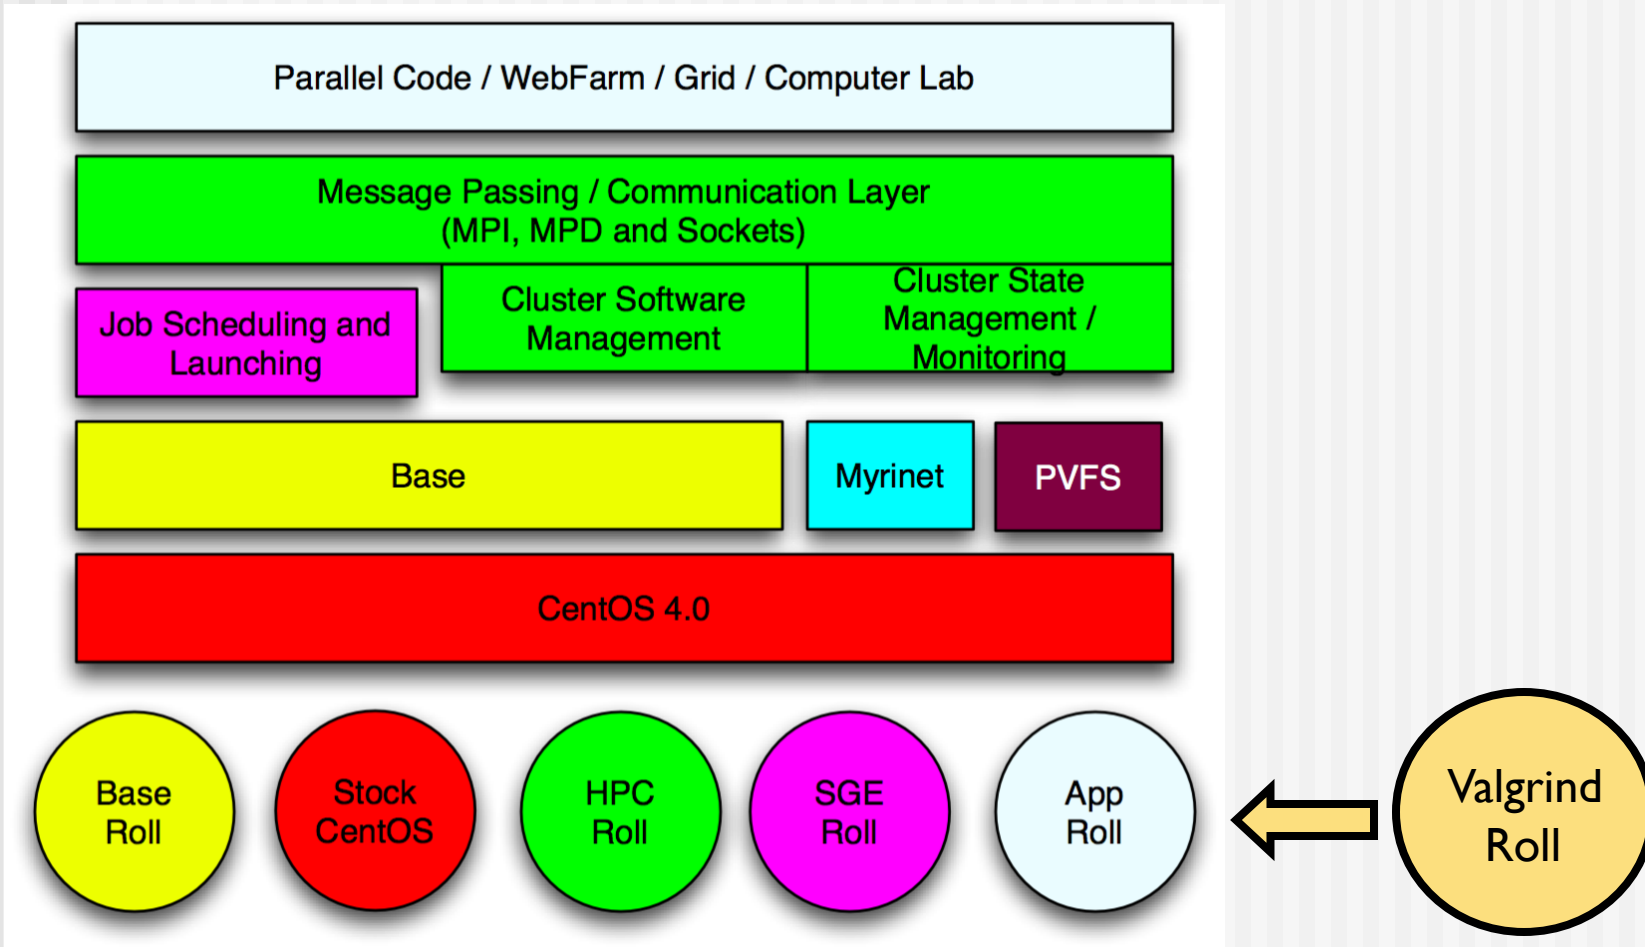 Parallel Code / WebFarm / Grid / Computer Lab
Message Passing / Communication Layer
(MPI, MPD and Sockets)
Job Scheduling and
Launching
Cluster Software
Management
Cluster State
Management /
Monitoring
Base
Myrinet
PVFS
CentOS 4.0
Base
Roll
Stock
CentOS
HPC
Roll
SGE
Roll
App
Roll
Valgrind
Roll